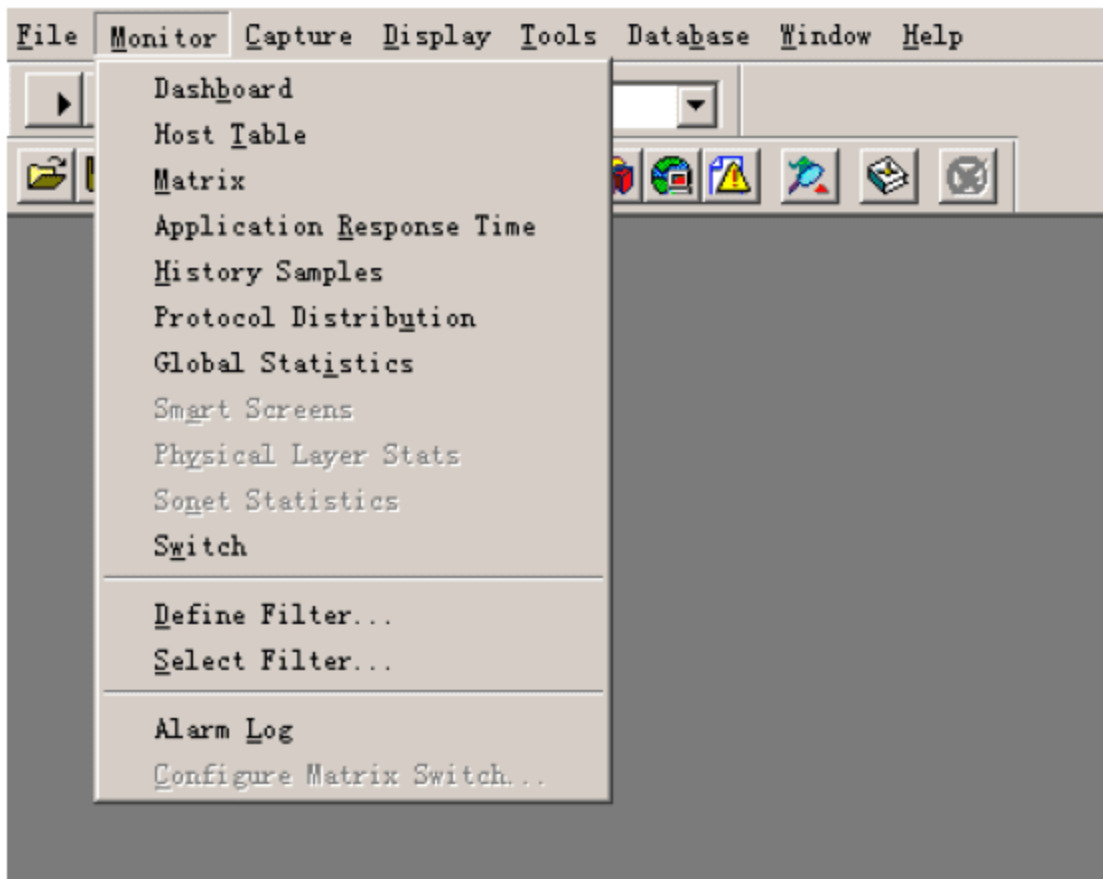 File Monitor Capture Display Tools Database Window Help
Dashboard
Host Table
Matrix
Application Response Time
History Samples
Protocol Distribution
Global Statistics
Smart Screens
Physical Layer Stats
Sonet Statistics
Switch
Define Filter...
Select Filter...
Alarm Log
Configure Matrix Switch...